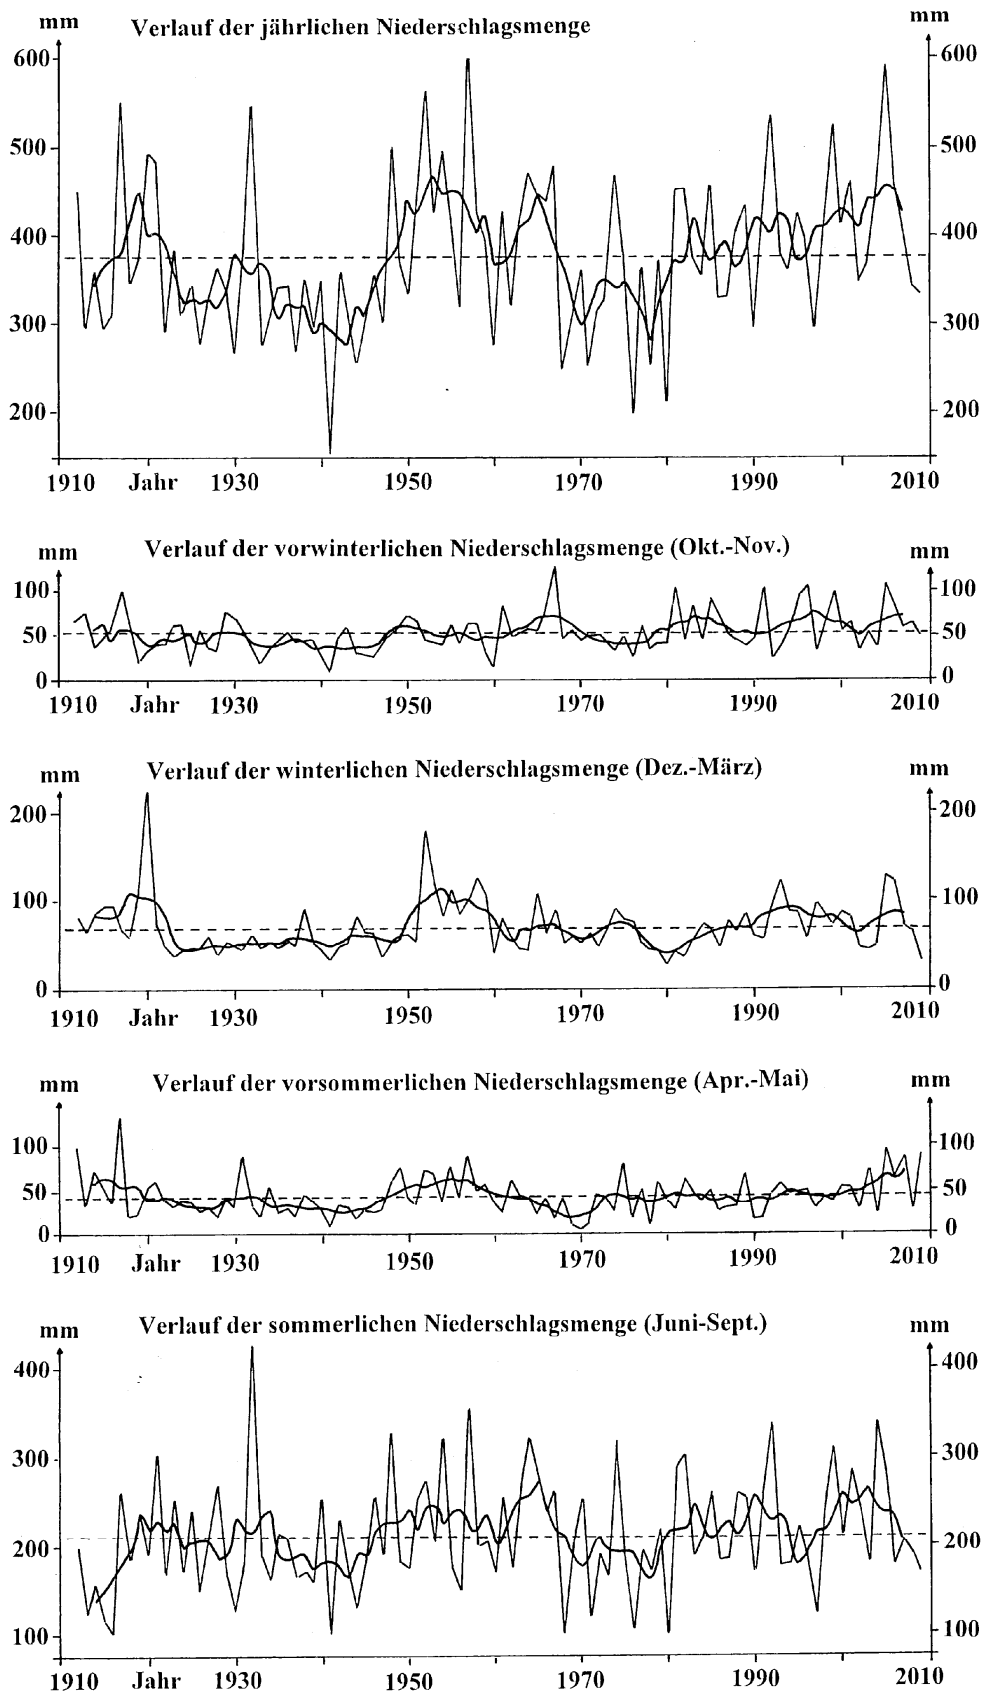 mm Verlauf der jährlichen Niederschlagsmenge mm
600 600
500 500
400 400
300 300
200 200
1910 Jahr 1930 1950 1970 1990 2010
mm Verlauf der vorwinterlichen Niederschlagsmenge (Okt.-Nov.) mm
100 100
50 50
0 0
1910 Jahr 1930 1950 1970 1990 2010
mm Verlauf der winterlichen Niederschlagsmenge (Dez.-März) mm
200 200
100 100
0 0
1910 Jahr 1930 1950 1970 1990 2010
mm Verlauf der vorsommerlichen Niederschlagsmenge (Apr.-Mai) mm
100 100
50 50
0 0
1910 Jahr 1930 1950 1970 1990 2010
mm Verlauf der sommerlichen Niederschlagsmenge (Juni-Sept.) mm
400 400
300 300
200 200
100 100
1910 Jahr 1930 1950 1970 1990 2010